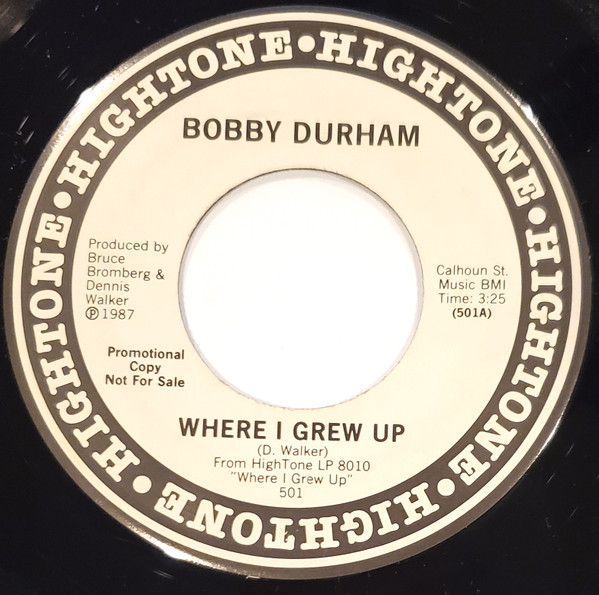 HIGHTONE • HIGHTONE • HIGHTONE • HIGHTONE • HIGHTONE • HIGHTONE •
BOBBY DURHAM
Produced by
Bruce
Bromberg &
Dennis
Walker
℗ 1987
Calhoun St.
Music BMI
Time: 3:25
(501A)
Promotional
Copy
Not For Sale
WHERE I GREW UP
(D. Walker)
From HighTone LP 8010
"Where I Grew Up"
501